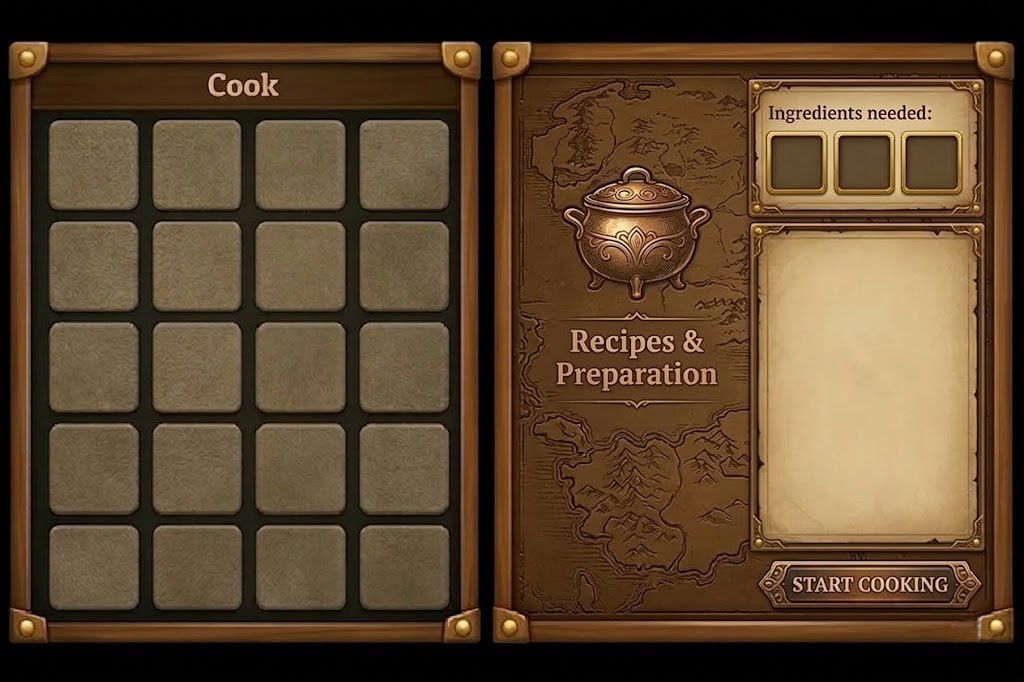 Cook
Ingredients needed:
Recipes &
Preparation
START COOKING